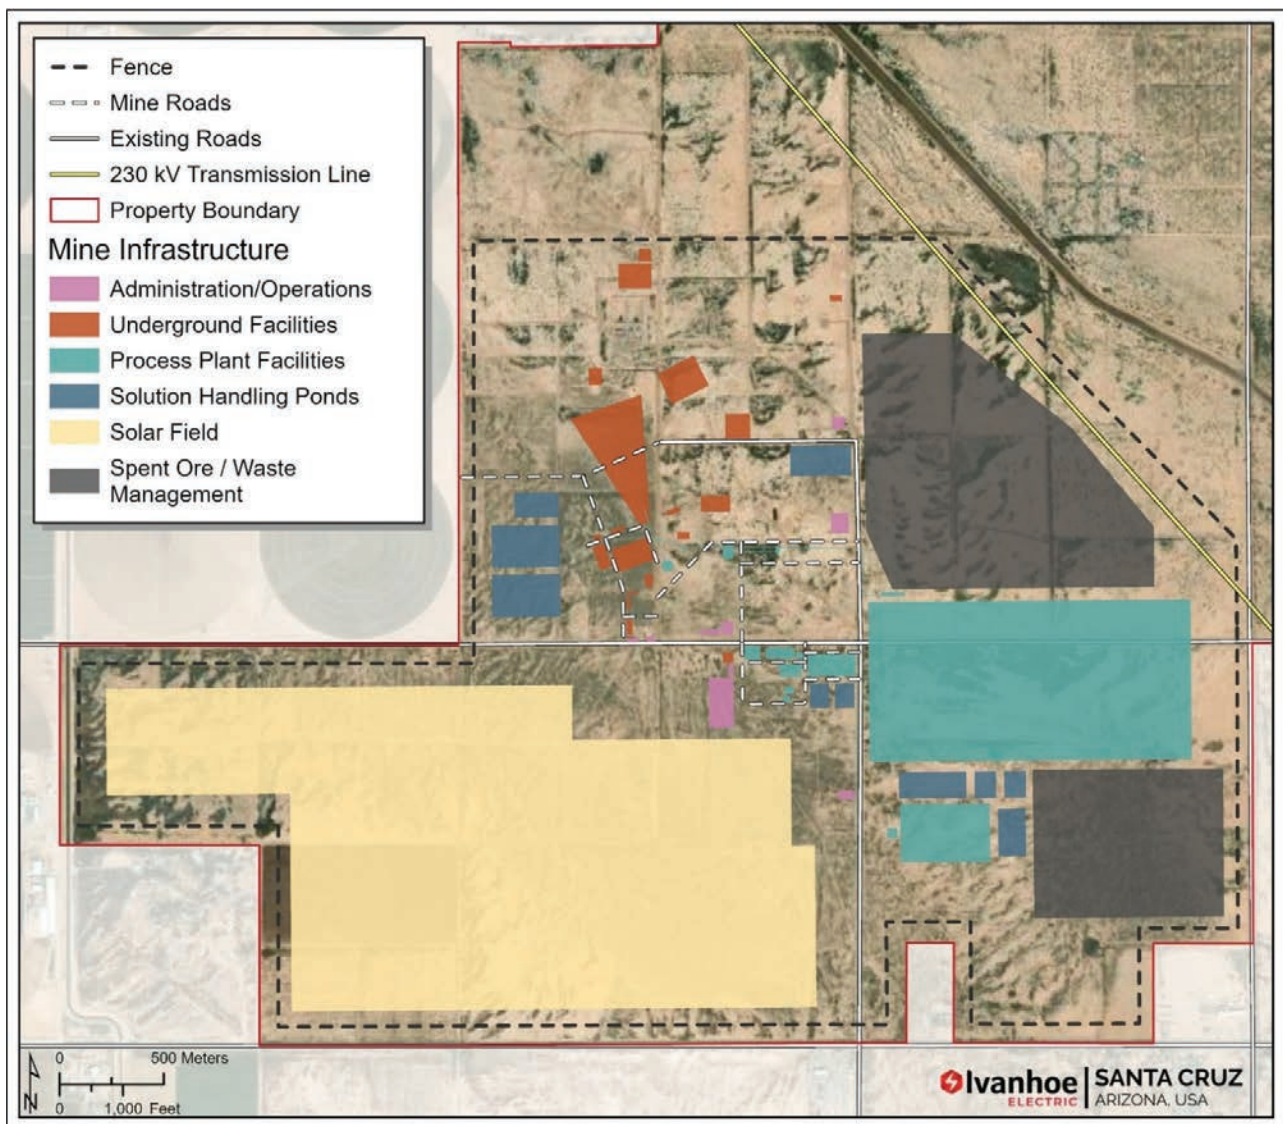 Fence
Mine Roads
Existing Roads
230 kV Transmission Line
Property Boundary
Mine Infrastructure
Administration/Operations
Underground Facilities
Process Plant Facilities
Solution Handling Ponds
Solar Field
Spent Ore / Waste
Management
0 500 Meters
0 1,000 Feet
N
Ivanhoe
ELECTRIC
SANTA CRUZ
ARIZONA, USA